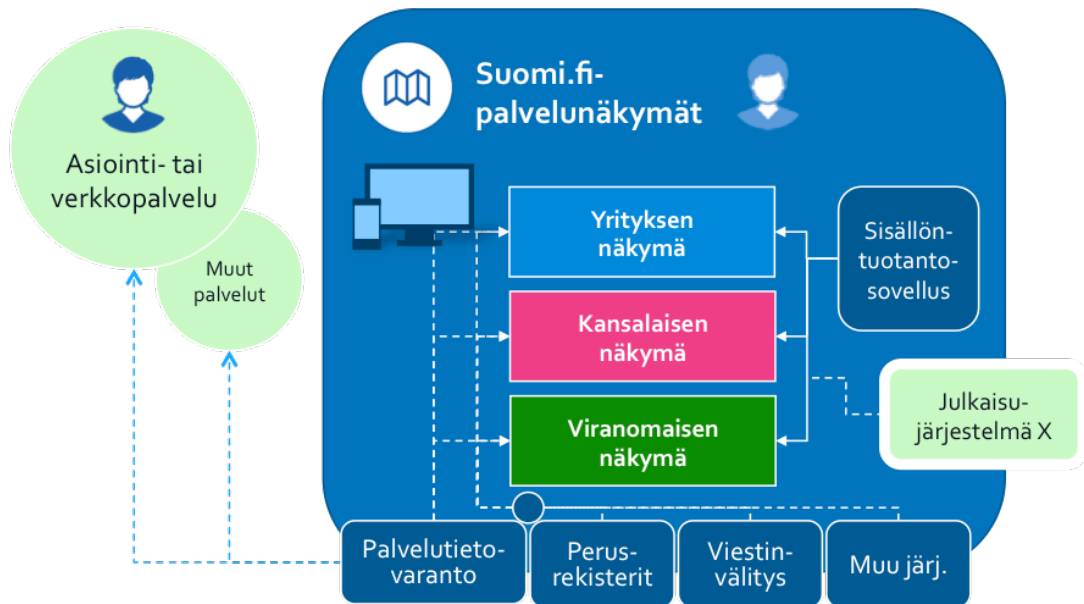 Suomi.fi-
palvelunäkymät
Asiointi- tai
verkkopalvelu
Muut
palvelut
Yrityksen
näkymä
Kansalaisen
näkymä
Viranomaisen
näkymä
Sisällön-
tuotanto-
sovellus
Julkaisu-
järjestelmä X
Palvelutieto-
varanto
Perus-
rekisterit
Viestin-
välitys
Muu järj.